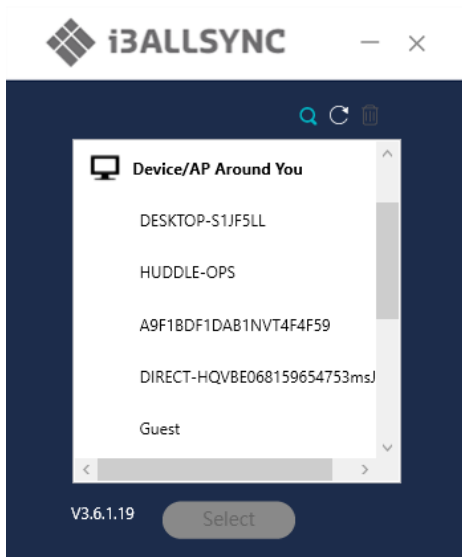 i3ALLSYNC
Device/AP Around You
DESKTOP-S1JF5LL
HUDDLE-OPS
A9F1BDF1DAB1NVT4F4F59
DIRECT-HQVBE068159654753msJ
Guest
V3.6.1.19
Select